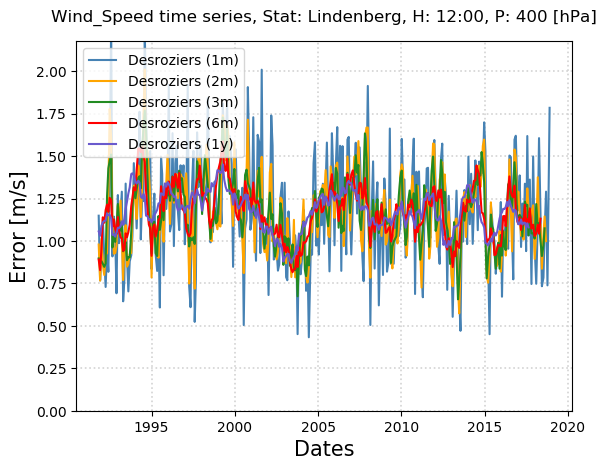 Wind_Speed time series, Stat: Lindenberg, H: 12:00, P: 400 [hPa]
Desroziers (1m)
Desroziers (2m)
Desroziers (3m)
Desroziers (6m)
Desroziers (1y)
2.00
1.75
1.50
1.25
1.00
0.75
0.50
0.25
0.00
Error [m/s]
1995 2000 2005 2010 2015 2020
Dates